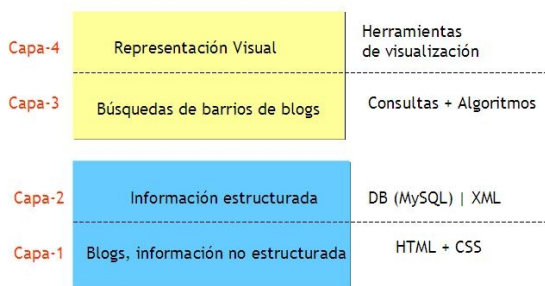 Capa-4
Representación Visual
Herramientas
de visualización
Capa-3
Búsquedas de barrios de blogs
Consultas + Algoritmos
Capa-2
Información estructurada
DB (MySQL) | XML
Capa-1
Blogs, información no estructurada
HTML + CSS